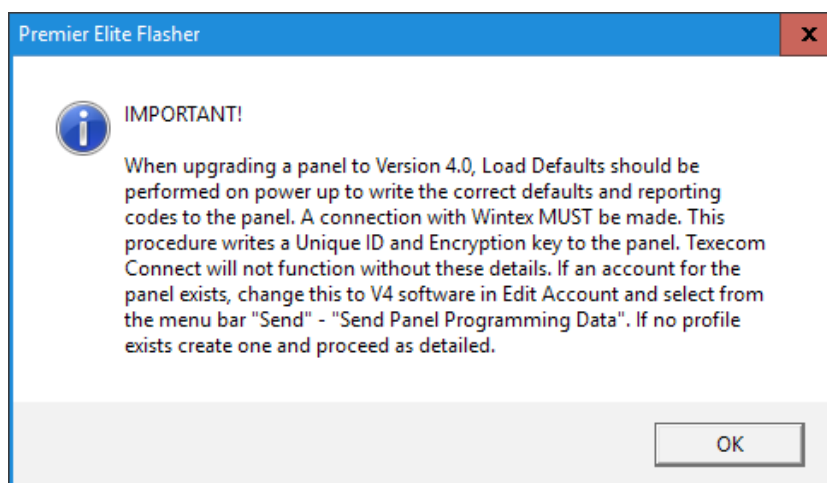 Premier Elite Flasher
X
IMPORTANT!
When upgrading a panel to Version 4.0, Load Defaults should be
performed on power up to write the correct defaults and reporting
codes to the panel. A connection with Wintex MUST be made. This
procedure writes a Unique ID and Encryption key to the panel. Texecom
Connect will not function without these details. If an account for the
panel exists, change this to V4 software in Edit Account and select from
the menu bar "Send" - "Send Panel Programming Data". If no profile
exists create one and proceed as detailed.
OK